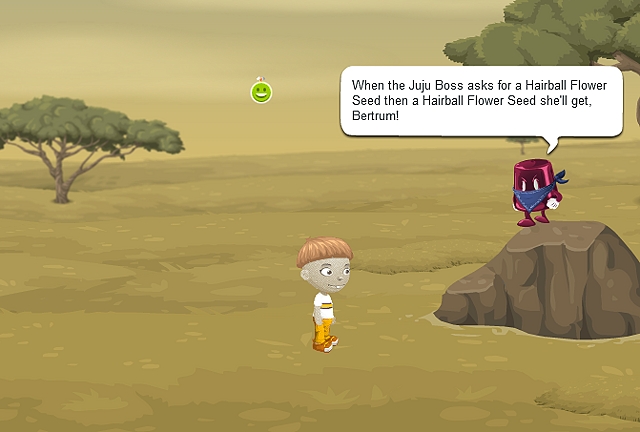 When the Juju Boss asks for a Hairball Flower
Seed then a Hairball Flower Seed she'll get,
Bertrum!